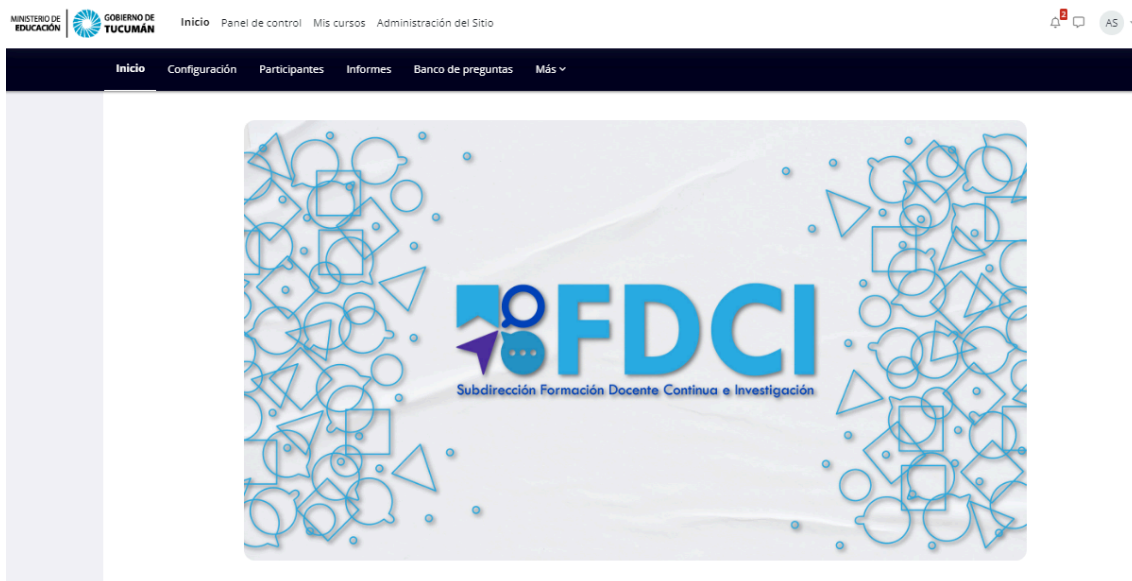 MINISTERIO DE
EDUCACIÓN
GOBIERNO DE
TUCUMÁN
Inicio Panel de control Mis cursos Administración del Sitio
2
AS
Inicio Configuración Participantes Informes Banco de preguntas Más
FDCI
Subdirección Formación Docente Continua e Investigación